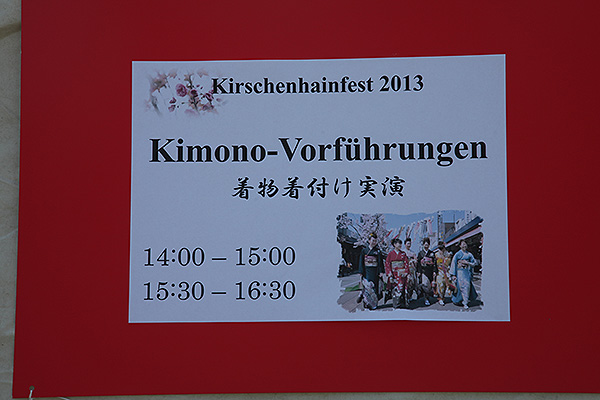 Kirschenhainfest 2013
Kimono-Vorführungen
着物着付け実演
14:00 – 15:00
15:30 – 16:30